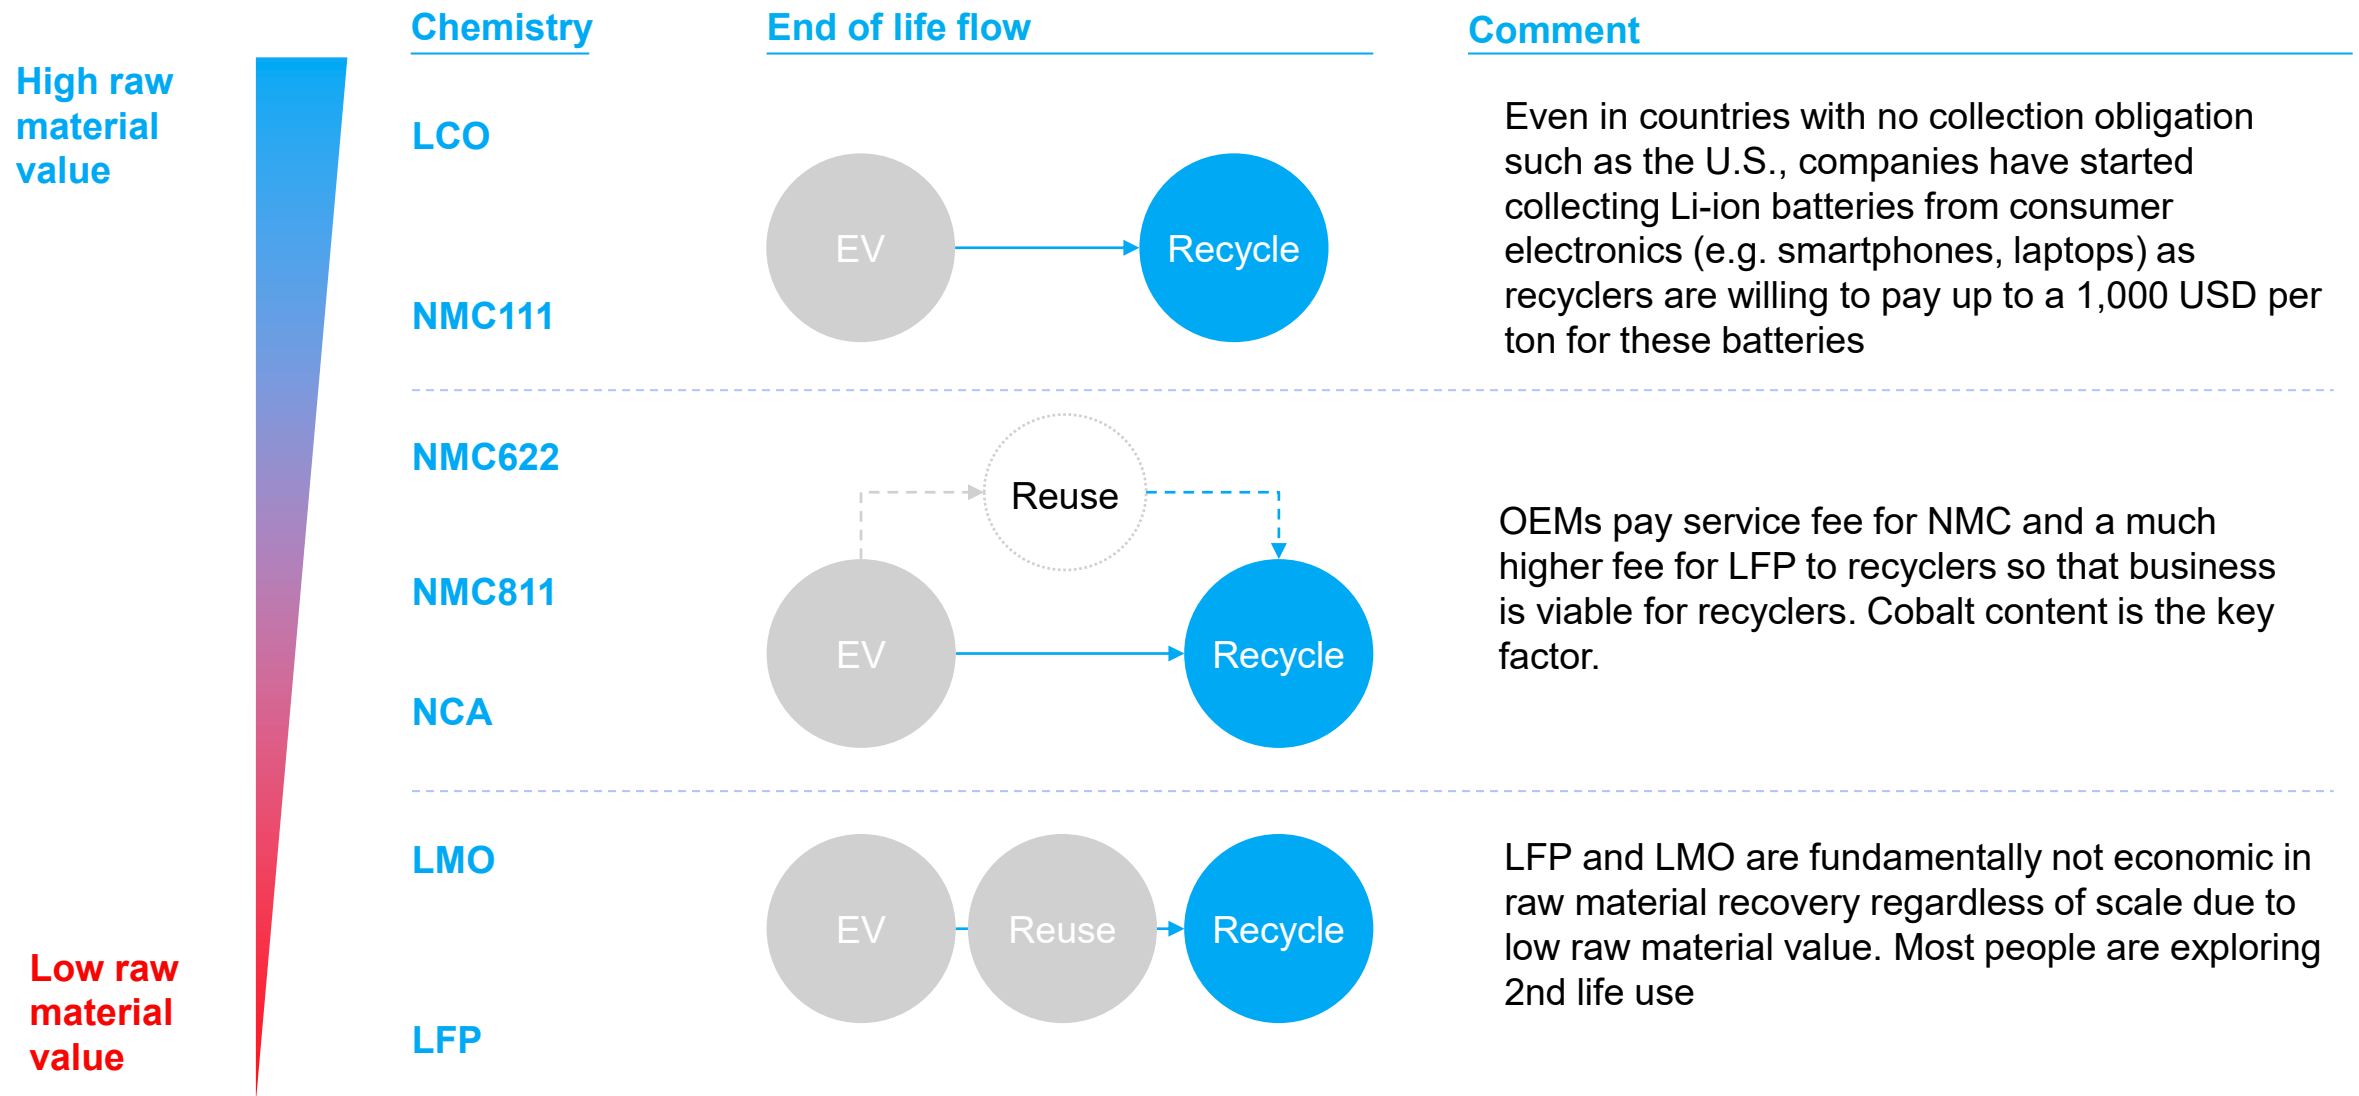 Chemistry
End of life flow
Comment
High raw
material
value
LCO
EV
Recycle
NMC111
Even in countries with no collection obligation
such as the U.S., companies have started
collecting Li-ion batteries from consumer
electronics (e.g. smartphones, laptops) as
recyclers are willing to pay up to a 1,000 USD per
ton for these batteries
NMC622
Reuse
NMC811
EV
Recycle
NCA
OEMs pay service fee for NMC and a much
higher fee for LFP to recyclers so that business
is viable for recyclers. Cobalt content is the key
factor.
LMO
EV
Reuse
Recycle
LFP
LFP and LMO are fundamentally not economic in
raw material recovery regardless of scale due to
low raw material value. Most people are exploring
2nd life use
Low raw
material
value